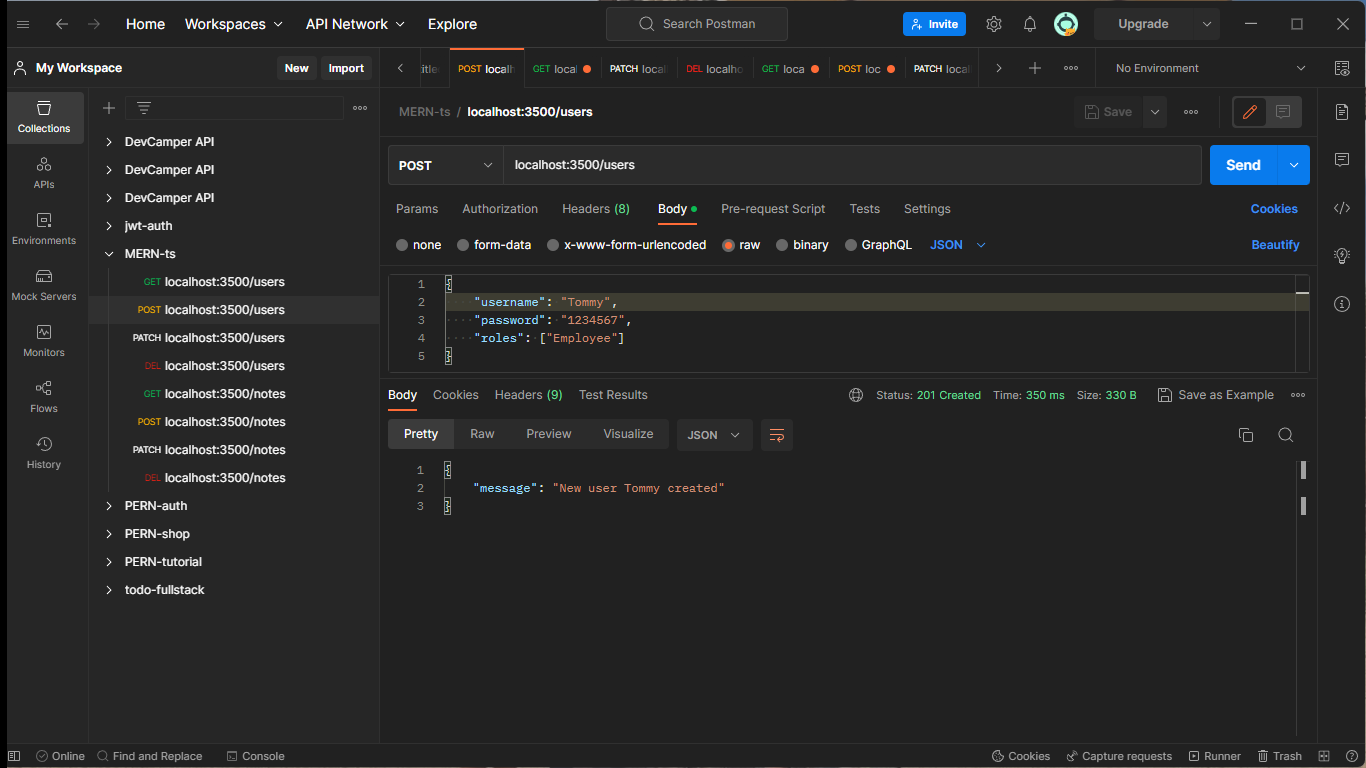 Home Workspaces API Network Explore Search Postman Invite Upgrade
My Workspace New Import
POST localh GET local DEL localho GET loca POST loc PATCH local No Environment
Collections
APIs
Environments
Mock Servers
Monitors
Flows
History
DevCamper API
DevCamper API
DevCamper API
jwt-auth
MERN-ts
GET localhost:3500/users
POST localhost:3500/users
PATCH localhost:3500/users
DEL localhost:3500/users
GET localhost:3500/notes
POST localhost:3500/notes
PATCH localhost:3500/notes
DEL localhost:3500/notes
PERN-auth
PERN-shop
PERN-tutorial
todo-fullstack
MERN-ts / localhost:3500/users Save
POST localhost:3500/users Send
Params Authorization Headers (8) Body Pre-request Script Tests Settings Cookies
none form-data x-www-form-urlencoded raw binary GraphQL JSON Beautify
1 {
2 "username": "Tommy",
3 "password": "1234567",
4 "roles": ["Employee"]
5 }
Body Cookies Headers (9) Test Results Status: 201 Created Time: 350 ms Size: 330 B Save as Example
Pretty Raw Preview Visualize JSON
1 {
2 "message": "New user Tommy created"
3 }
Online Find and Replace Console Cookies Capture requests Runner Trash